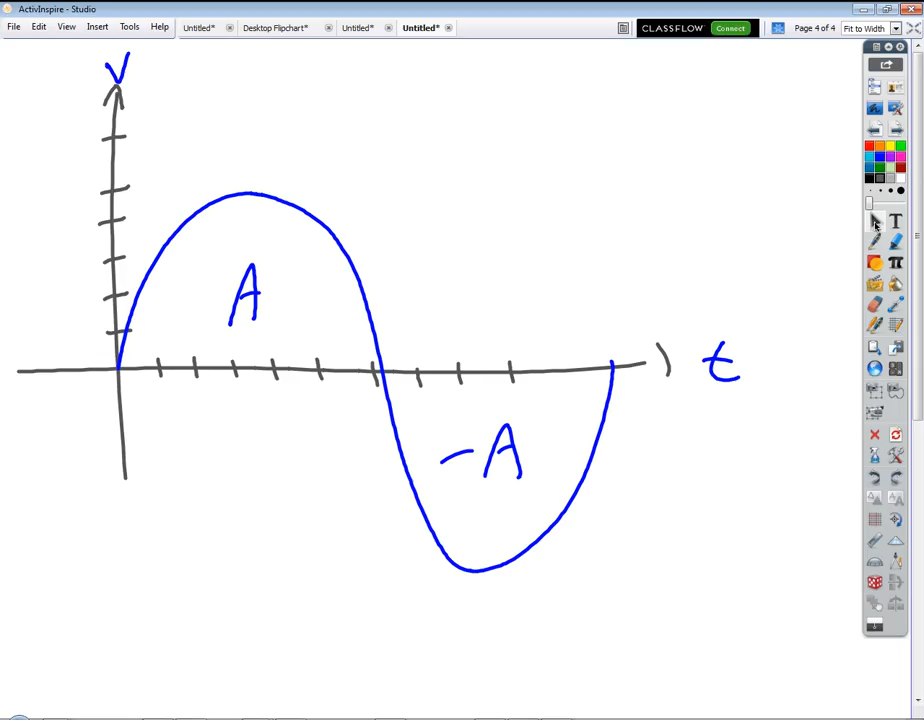 ActivInspire - Studio
File Edit View Insert Tools Help Untitled* Desktop Flipchart* Untitled* Untitled* CLASSFLOW Connect Page 4 of 4 Fit to Width
V
T
A
t
-A